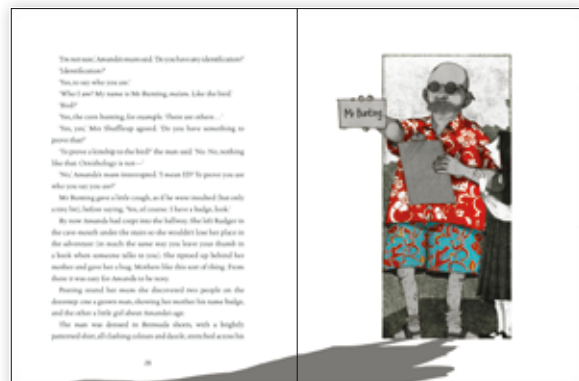 'I'm not sure,' Amanda's mum said. 'Do you have any identification?'
'Identification?'
'Yes, to say who you are.'
'Who I am? My name is Mr Bunting, mizim. Like the bird.'
'Bird?'
'Yes, the corn bunting, for example. There are others . . .'
'Yes, yes,' Mrs Shuffleup agreed. 'Do you have something to
prove that?'
'To prove a kinship to the bird?' the man said. 'No. No, nothing
like that. Ornithology is not—'
'No,' Amanda's mum interrupted. 'I mean ID? To prove you are
who you say you are?'
Mr Bunting gave a little cough, as if he were insulted (but only
a tiny bit), before saying, 'Yes, of course. I have a badge, look.'
By now Amanda had crept into the hallway. She left Rudger in
the cave mouth under the stairs so she wouldn't lose her place in
the adventure (in much the same way you leave your thumb in
a book when someone talks to you). She tiptoed up behind her
mother and gave her a hug. Mothers like this sort of thing. From
there it was easy for Amanda to be nosy.
Peering round her mum she discovered two people on the
doorstep: one a grown man, showing her mother his name badge,
and the other a little girl about Amanda's age.
The man was dressed in Bermuda shorts, with a brightly
patterned shirt, all clashing colours and dazzle, stretched across his
Mr Bunting